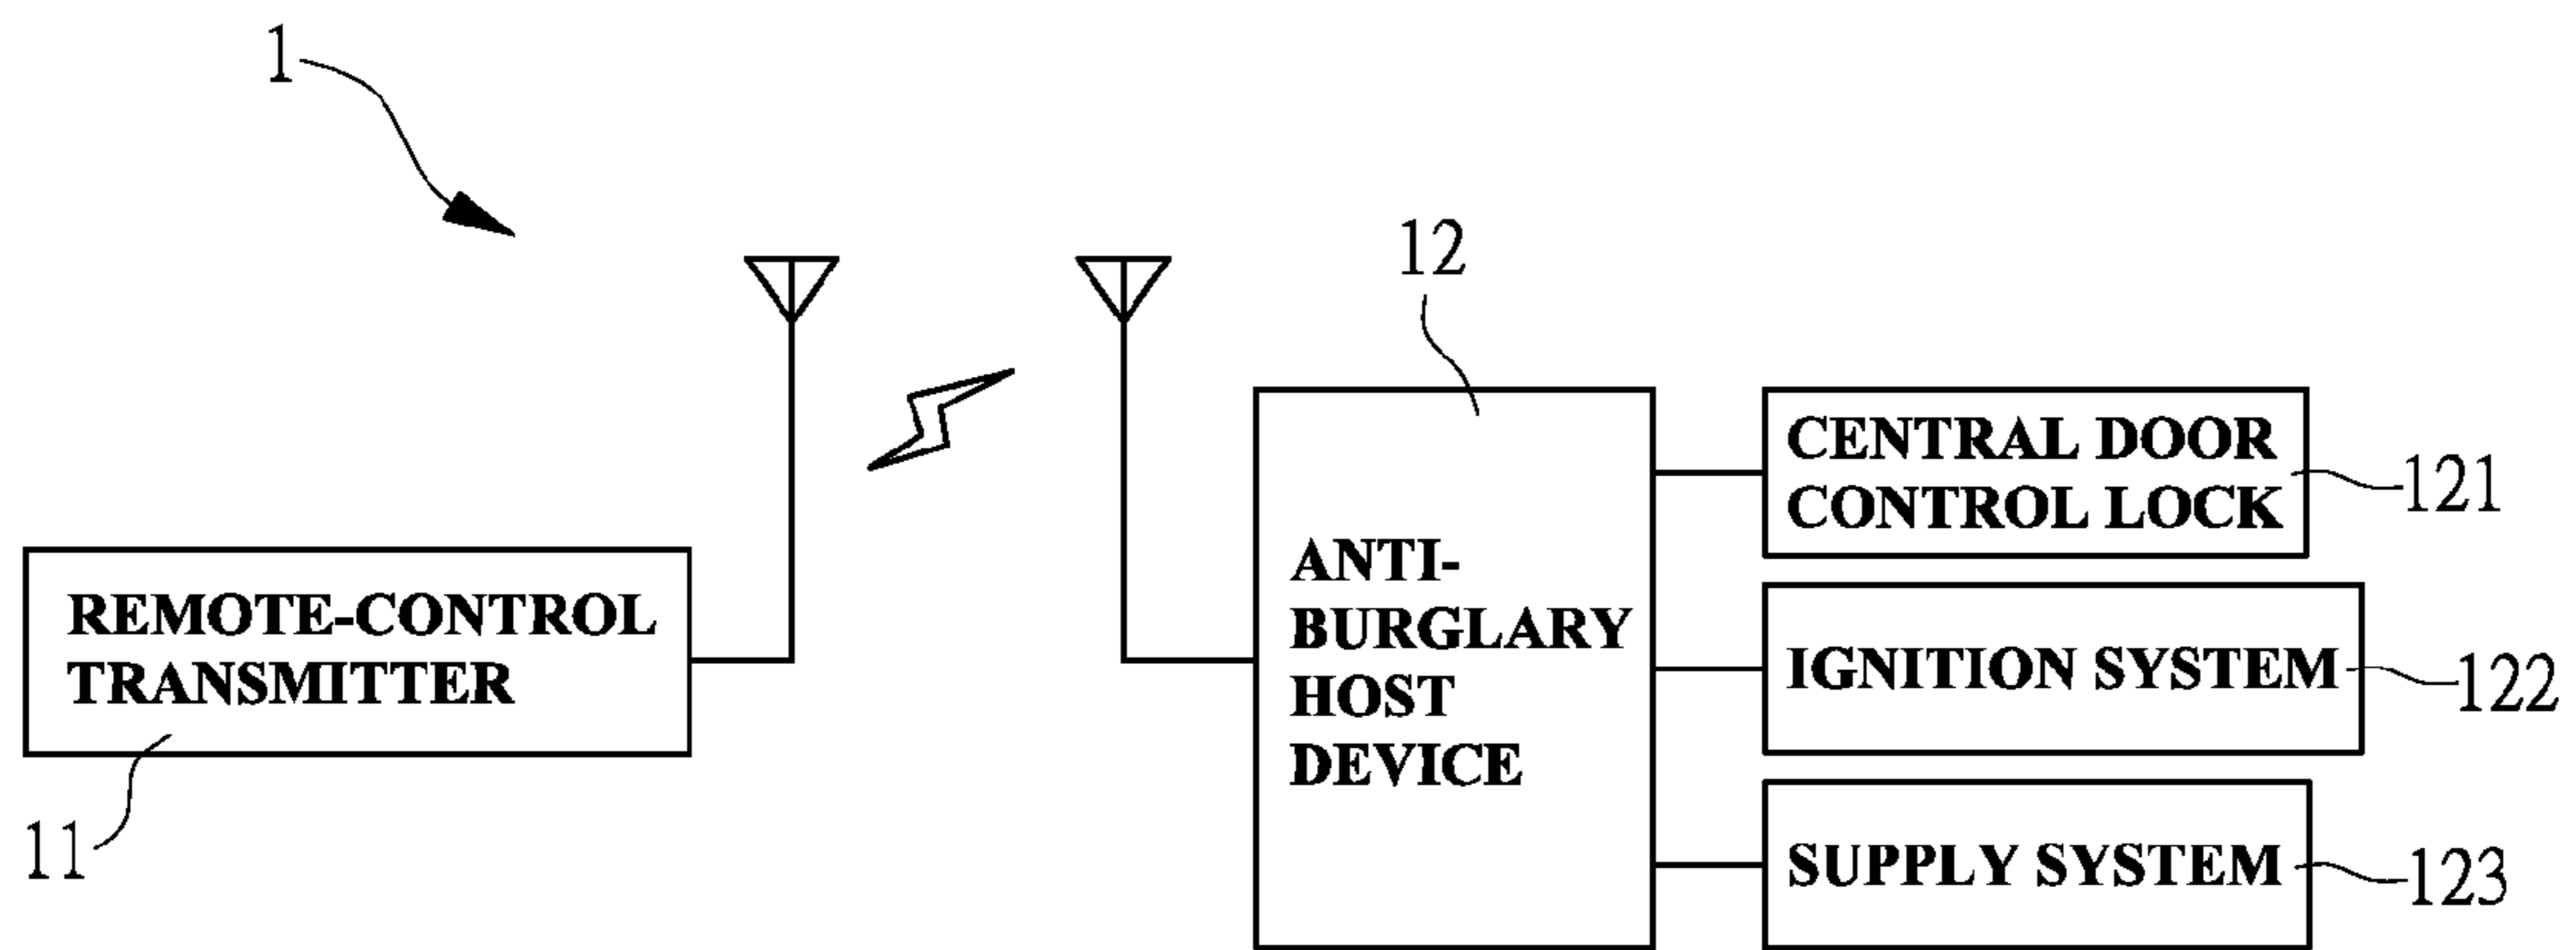 1
12
CENTRAL DOOR
CONTROL LOCK
121
REMOTE-CONTROL
TRANSMITTER
11
ANTI-
BURGLARY
HOST
DEVICE
IGNITION SYSTEM
122
SUPPLY SYSTEM
123